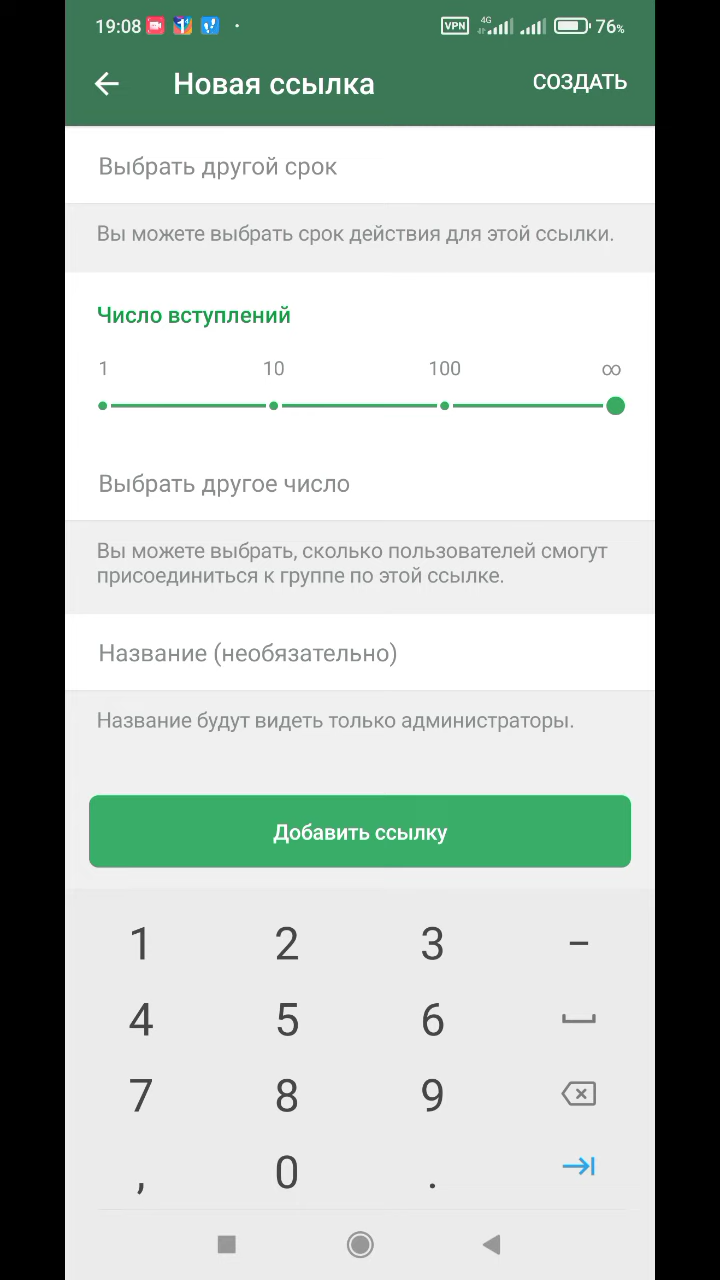 19:08 VPN 4G 76%
Новая ссылка
СОЗДАТЬ
Выбрать другой срок
Вы можете выбрать срок действия для этой ссылки.
Число вступлений
1 10 100 ∞
Выбрать другое число
Вы можете выбрать, сколько пользователей смогут
присоединиться к группе по этой ссылке.
Название (необязательно)
Название будут видеть только администраторы.
Добавить ссылку
1 2 3 –
4 5 6
7 8 9
, 0 .